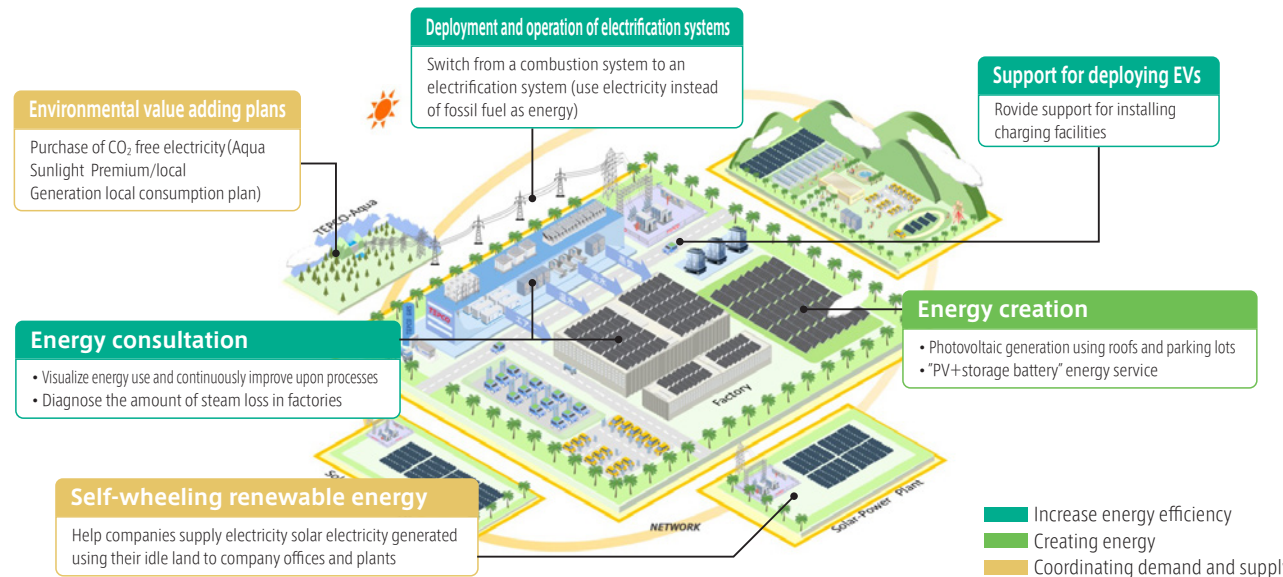 Deployment and operation of electrification systems
Switch from a combustion system to an
electrification system (use electricity instead
of fossil fuel as energy)
Support for deploying EVs
Rovide support for installing
charging facilities
Environmental value adding plans
Purchase of CO₂ free electricity (Aqua
Sunlight Premium/local
Generation local consumption plan)
TEPCO-Aqua
TEPCO
Energy creation
• Photovoltaic generation using roofs and parking lots
• "PV+storage battery" energy service
Energy consultation
• Visualize energy use and continuously improve upon processes
• Diagnose the amount of steam loss in factories
Factory
Self-wheeling renewable energy
Help companies supply electricity solar electricity generated
using their idle land to company offices and plants
NETWORK
Solar-Power Plant
Increase energy efficiency
Creating energy
Coordinating demand and suppl